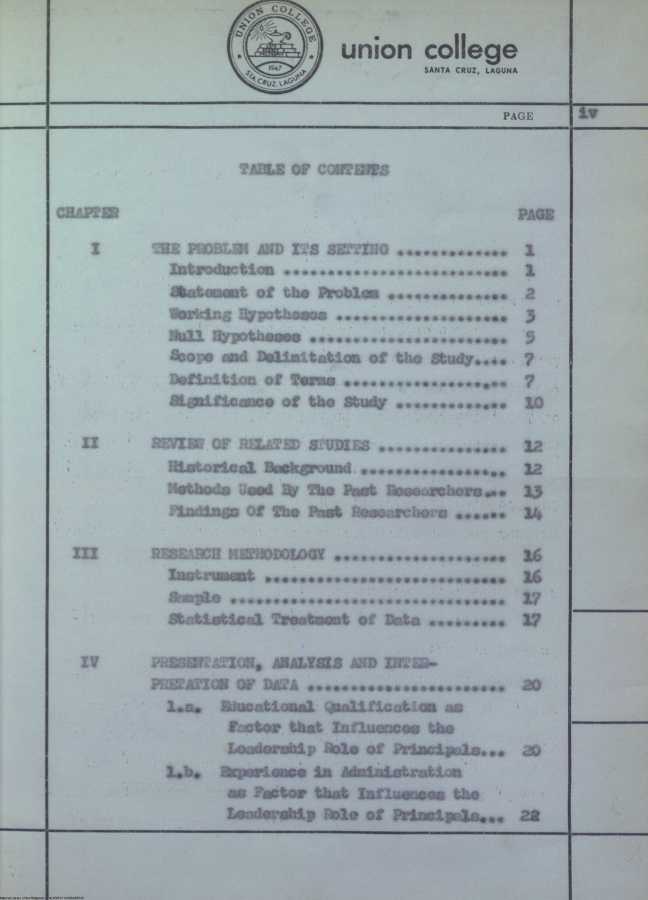 UNION COLLEGE
1947
STA. CRUZ, LAGUNA
union college
SANTA CRUZ, LAGUNA
PAGE iv
TABLE OF CONTENTS
CHAPTER PAGE
I THE PROBLEM AND ITS SETTING ............. 1
Introduction .......................... 1
Statement of the Problem .............. 2
Working Hypotheses .................... 3
Null Hypotheses ....................... 5
Scope and Delimitation of the Study.... 7
Definition of Terms ................... 7
Significance of the Study ............. 10
II REVIEW OF RELATED STUDIES ............... 12
Historical Background ................. 12
Methods Used By The Past Researchers... 13
Findings Of The Past Researchers ...... 14
III RESEARCH METHODOLOGY .................... 16
Instrument ............................ 16
Sample ................................ 17
Statistical Treatment of Data ......... 17
IV PRESENTATION, ANALYSIS AND INTER-
PRETATION OF DATA ....................... 20
1.a. Educational Qualification as
Factor that Influences the
Leadership Role of Principals... 20
1.b. Experience in Administration
as Factor that Influences the
Leadership Role of Principals... 22